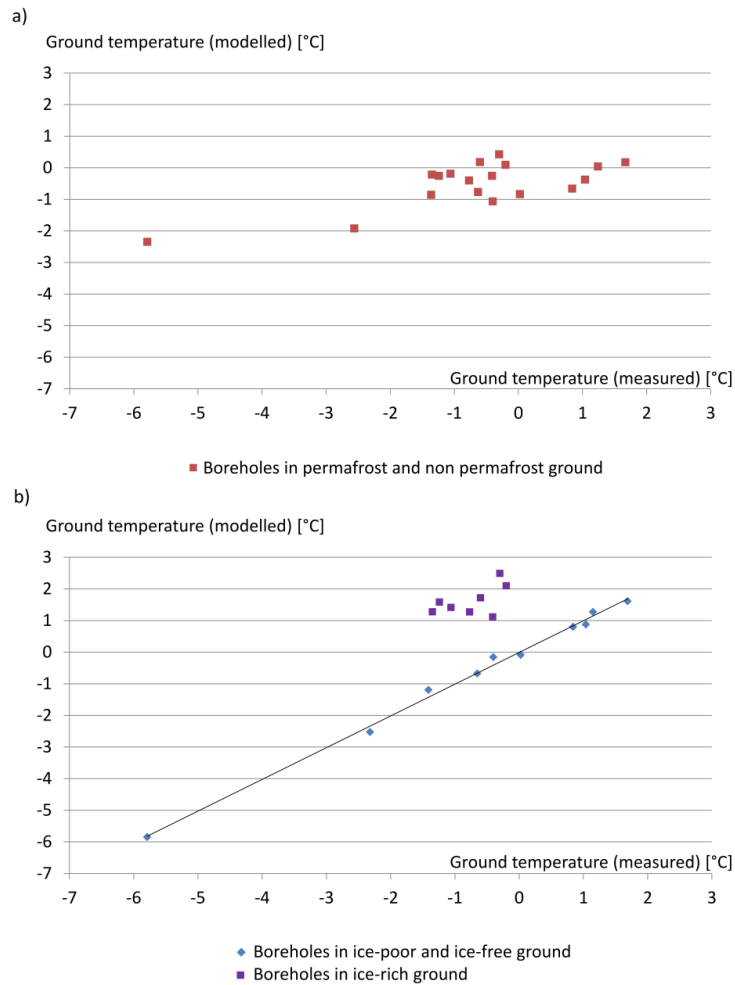 a)
Ground temperature (modelled) [°C]
3
2
1
0
-1
-2
-3
-4
-5
-6
-7
Ground temperature (measured) [°C]
-7 -6 -5 -4 -3 -2 -1 0 1 2 3
Boreholes in permafrost and non permafrost ground
b)
Ground temperature (modelled) [°C]
3
2
1
0
-1
-2
-3
-4
-5
-6
-7
Ground temperature (measured) [°C]
-7 -6 -5 -4 -3 -2 -1 0 1 2 3
Boreholes in ice-poor and ice-free ground
Boreholes in ice-rich ground